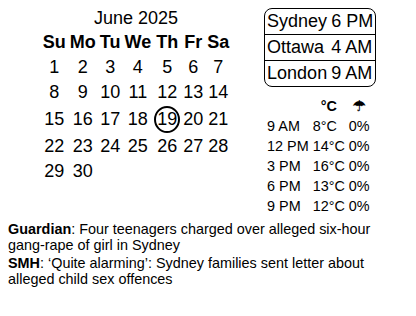 June 2025
Su Mo Tu We Th Fr Sa
1 2 3 4 5 6 7
8 9 10 11 12 13 14
15 16 17 18 19 20 21
22 23 24 25 26 27 28
29 30
Sydney 6 PM
Ottawa 4 AM
London 9 AM
°C ☂
9 AM 8°C 0%
12 PM 14°C 0%
3 PM 16°C 0%
6 PM 13°C 0%
9 PM 12°C 0%
Guardian: Four teenagers charged over alleged six-hour
gang-rape of girl in Sydney
SMH: ‘Quite alarming’: Sydney families sent letter about
alleged child sex offences